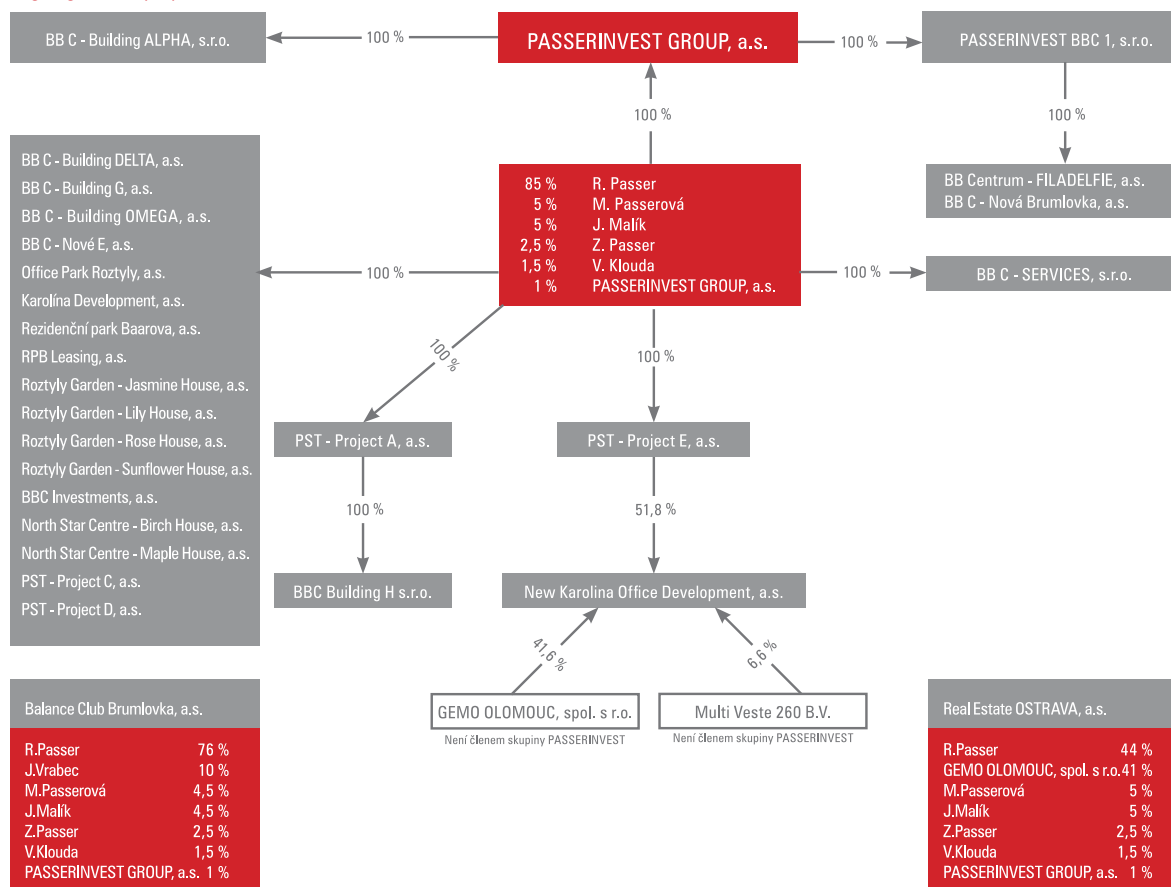 BB C - Building ALPHA, s.r.o.
100 %
PASSERINVEST GROUP, a.s.
100 %
PASSERINVEST BBC 1, s.r.o.
100 %
100 %
BB C - Building DELTA, a.s.
BB C - Building G, a.s.
BB C - Building OMEGA, a.s.
BB C - Nové E, a.s.
Office Park Roztyly, a.s.
Karolína Development, a.s.
Rezidenční park Baarova, a.s.
RPB Leasing, a.s.
Roztyly Garden - Jasmine House, a.s.
Roztyly Garden - Lily House, a.s.
Roztyly Garden - Rose House, a.s.
Roztyly Garden - Sunflower House, a.s.
BBC Investments, a.s.
North Star Centre - Birch House, a.s.
North Star Centre - Maple House, a.s.
PST - Project C, a.s.
PST - Project D, a.s.
100 %
85 % R. Passer
5 % M. Passerová
5 % J. Malík
2,5 % Z. Passer
1,5 % V. Klouda
1 % PASSERINVEST GROUP, a.s.
BB Centrum - FILADELFIE, a.s.
BB C - Nová Brumlovka, a.s.
100 %
BB C - SERVICES, s.r.o.
100 %
100 %
PST - Project A, a.s.
PST - Project E, a.s.
100 %
51,8 %
BBC Building H s.r.o.
New Karolina Office Development, a.s.
41,6 %
6,6 %
GEMO OLOMOUC, spol. s r.o.
Multi Veste 260 B.V.
Není členem skupiny PASSERINVEST
Není členem skupiny PASSERINVEST
Balance Club Brumlovka, a.s.
R.Passer 76 %
J.Vrabec 10 %
M.Passerová 4,5 %
J.Malík 4,5 %
Z.Passer 2,5 %
V.Klouda 1,5 %
PASSERINVEST GROUP, a.s. 1 %
Real Estate OSTRAVA, a.s.
R.Passer 44 %
GEMO OLOMOUC, spol. s r.o. 41 %
M.Passerová 5 %
J.Malík 5 %
Z.Passer 2,5 %
V.Klouda 1,5 %
PASSERINVEST GROUP, a.s. 1 %